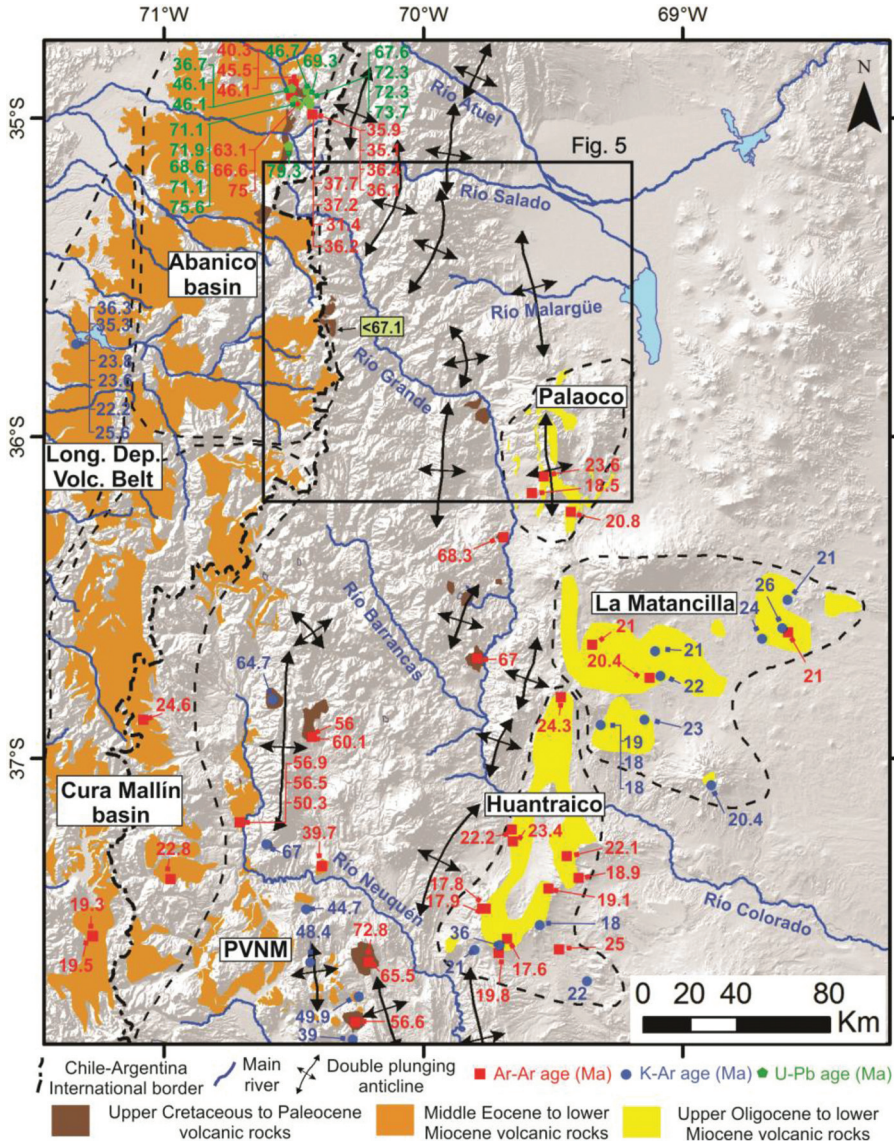 71°W
70°W
69°W
35°S
36°S
37°S
N
40.3
45.5
46.1
46.7
69.3
36.7
46.1
46.1
67.6
72.3
72.3
73.7
71.1
71.9
68.6
71.1
75.6
63.1
66.6
75
79.3
36.4
36.1
37.7
37.2
31.4
36.2
Río Atuel
Fig. 5
Río Salado
Abanico
basin
Río Malargüe
<67.1
36.3
35.3
23.8
23.6
22.2
25.6
Río Grande
Palaoco
Long. Dep.
Volc. Belt
23.6
18.5
20.8
68.3
Río Barrancas
La Matancilla
21
26
24
21
21
20.4
22
21
67
64.7
24.6
24.3
23
19
18
18
56
60.1
56.9
56.5
50.3
20.4
Cura Mallín
basin
Huantraico
22.2
23.4
22.1
39.7
67
22.8
18.9
19.1
17.8
17.9
Río Neuquén
Río Colorado
19.3
19.5
44.7
48.4
72.8
36
18
25
PVNM
65.5
21
17.6
19.8
22
49.9
39
56.6
0 20 40 80
Km
Chile-Argentina
International border
Main
river
Double plunging
anticline
Ar-Ar age (Ma)
K-Ar age (Ma)
U-Pb age (Ma)
Upper Cretaceous to Paleocene
volcanic rocks
Middle Eocene to lower
Miocene volcanic rocks
Upper Oligocene to lower
Miocene volcanic rocks